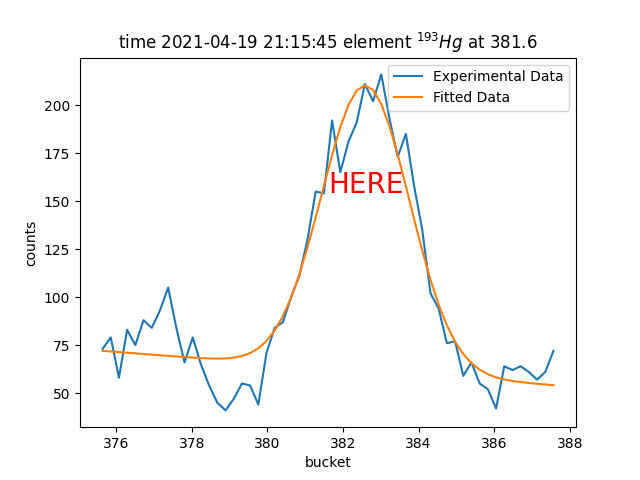 time 2021-04-19 21:15:45 element ¹⁹³Hg at 381.6
Experimental Data
Fitted Data
HERE
counts
200
175
150
125
100
75
50
376 378 380 382 384 386 388
bucket